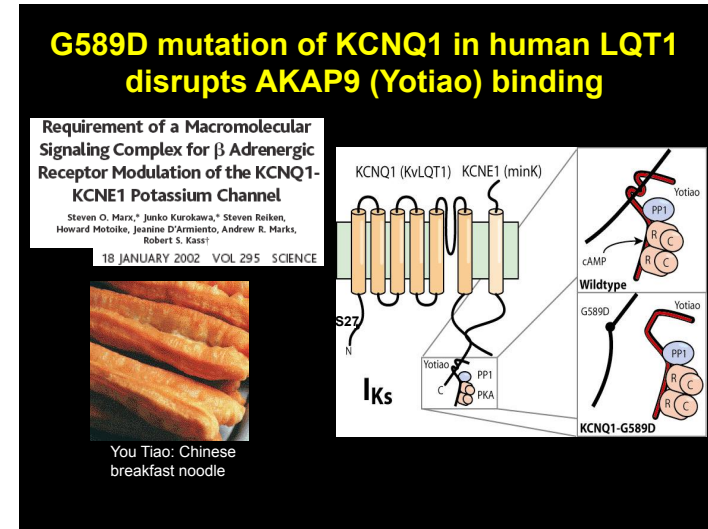 G589D mutation of KCNQ1 in human LQT1
disrupts AKAP9 (Yotiao) binding
Requirement of a Macromolecular
Signaling Complex for β Adrenergic
Receptor Modulation of the KCNQ1-
KCNE1 Potassium Channel
Steven O. Marx,* Junko Kurokawa,* Steven Reiken,
Howard Motoike, Jeanine D'Armiento, Andrew R. Marks,
Robert S. Kass†
18 JANUARY 2002 VOL 295 SCIENCE
You Tiao: Chinese
breakfast noodle
KCNQ1 (KvLQT1) KCNE1 (minK)
S27
N
Yotiao
C
PP1
PKA
IKs
Yotiao
PP1
R
C
R
C
cAMP
Wildtype
G589D
Yotiao
PP1
R
C
R
C
KCNQ1-G589D